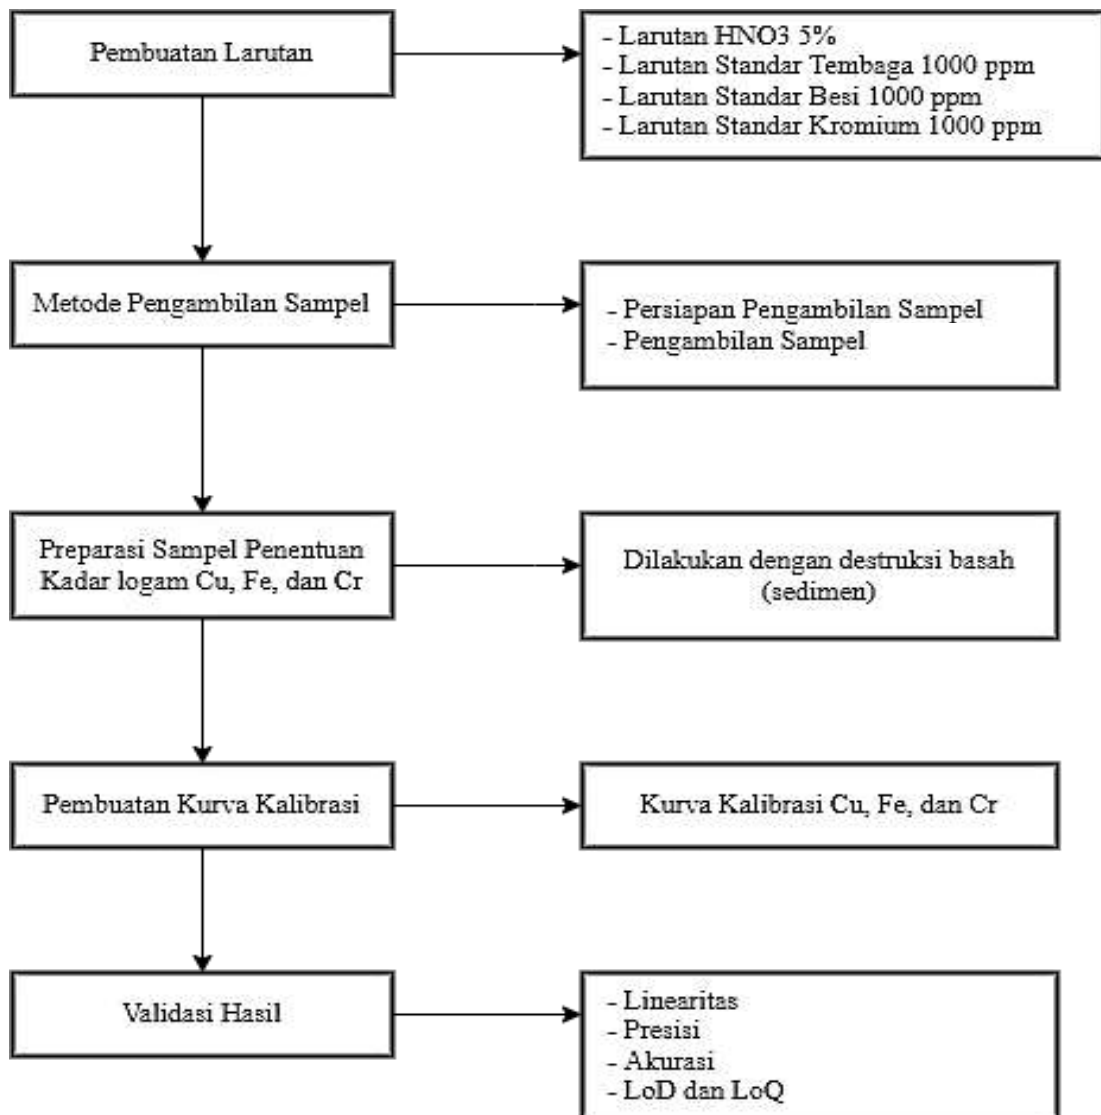 Pembuatan Larutan
- Larutan HNO3 5%
- Larutan Standar Tembaga 1000 ppm
- Larutan Standar Besi 1000 ppm
- Larutan Standar Kromium 1000 ppm
Metode Pengambilan Sampel
- Persiapan Pengambilan Sampel
- Pengambilan Sampel
Preparasi Sampel Penentuan
Kadar logam Cu, Fe, dan Cr
Dilakukan dengan destruksi basah
(sedimen)
Pembuatan Kurva Kalibrasi
Kurva Kalibrasi Cu, Fe, dan Cr
Validasi Hasil
- Linearitas
- Presisi
- Akurasi
- LoD dan LoQ